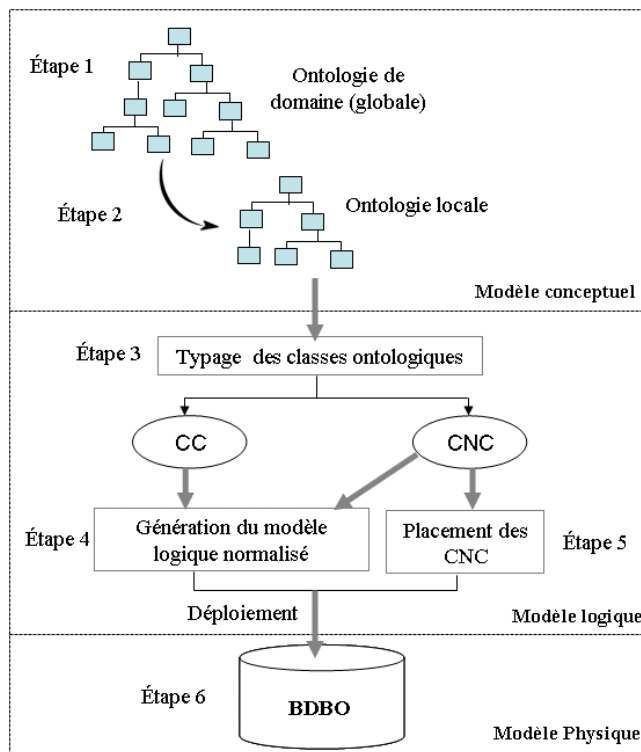 Étape 1
Ontologie de
domaine (globale)
Étape 2
Ontologie locale
Modèle conceptuel
Étape 3
Typage des classes ontologiques
CC
CNC
Étape 4
Génération du modèle
logique normalisé
Placement des
CNC
Étape 5
Déploiement
Modèle logique
Étape 6
BDBO
Modèle Physique